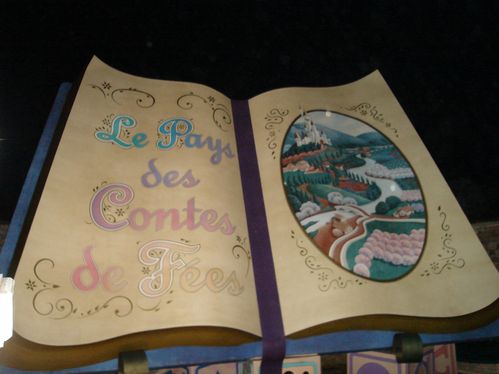 Le Pays
des
Contes
de Fées